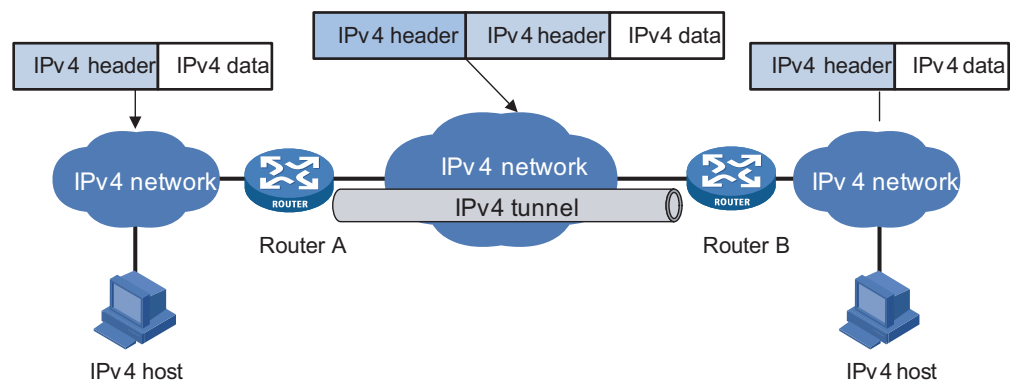 IPv4 header IPv4 header IPv4 data
IPv4 header IPv4 data
IPv4 header IPv4 data
IPv4 network
ROUTER
IPv4 network
IPv4 tunnel
ROUTER
IPv4 network
Router A
Router B
IPv4 host
IPv4 host